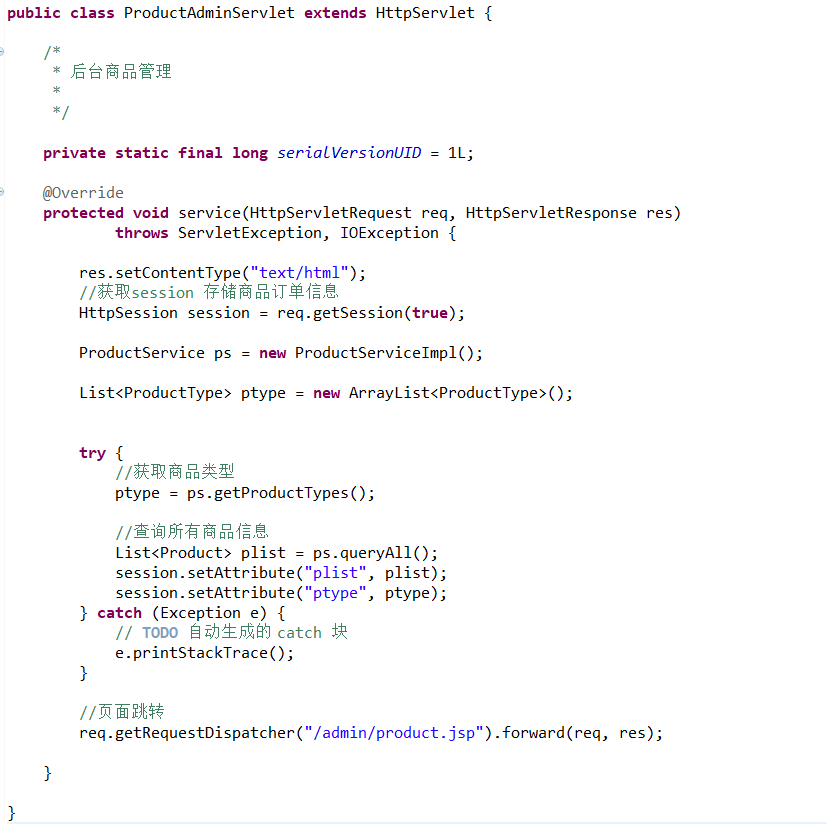 public class ProductAdminServlet extends HttpServlet {
/*
* 后台商品管理
*
*/
private static final long serialVersionUID = 1L;
@Override
protected void service(HttpServletRequest req, HttpServletResponse res)
throws ServletException, IOException {
res.setContentType("text/html");
//获取session 存储商品订单信息
HttpSession session = req.getSession(true);
ProductService ps = new ProductServiceImpl();
List<ProductType> ptype = new ArrayList<ProductType>();
try {
//获取商品类型
ptype = ps.getProductTypes();
//查询所有商品信息
List<Product> plist = ps.queryAll();
session.setAttribute("plist", plist);
session.setAttribute("ptype", ptype);
} catch (Exception e) {
// TODO 自动生成的 catch 块
e.printStackTrace();
}
//页面跳转
req.getRequestDispatcher("/admin/product.jsp").forward(req, res);
}
}